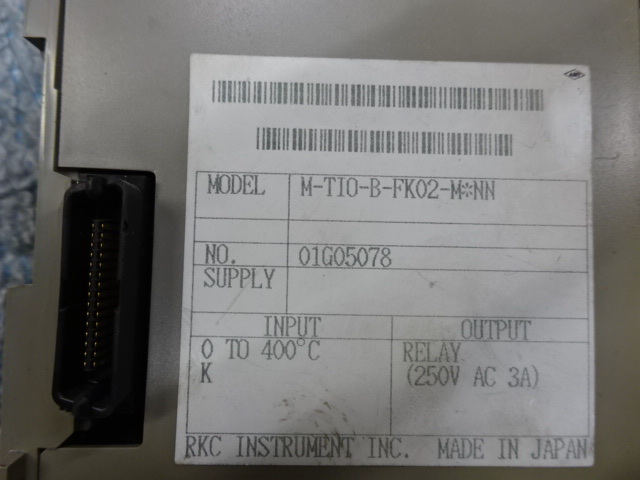 MODEL M-TIO-B-FK02-M*NN
NO. 01G05078
SUPPLY
INPUT OUTPUT
0 TO 400°C RELAY
K (250V AC 3A)
RKC INSTRUMENT INC. MADE IN JAPAN